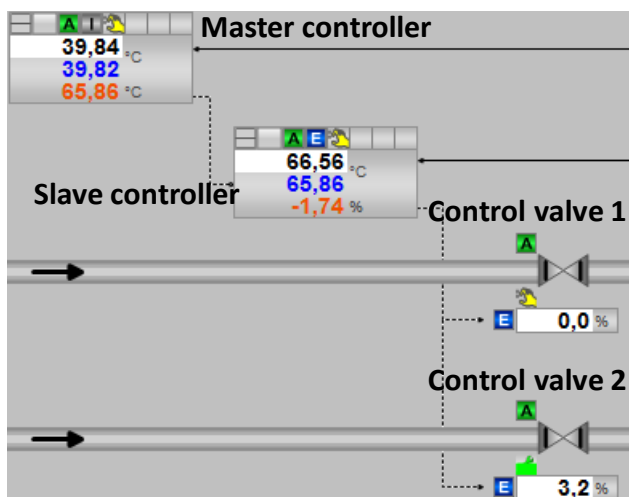 A I Master controller
39,84 °C
39,82
65,86 °C
A E
66,56 °C
65,86
-1,74 %
Slave controller
Control valve 1
A
E 0,0 %
Control valve 2
A
E 3,2 %